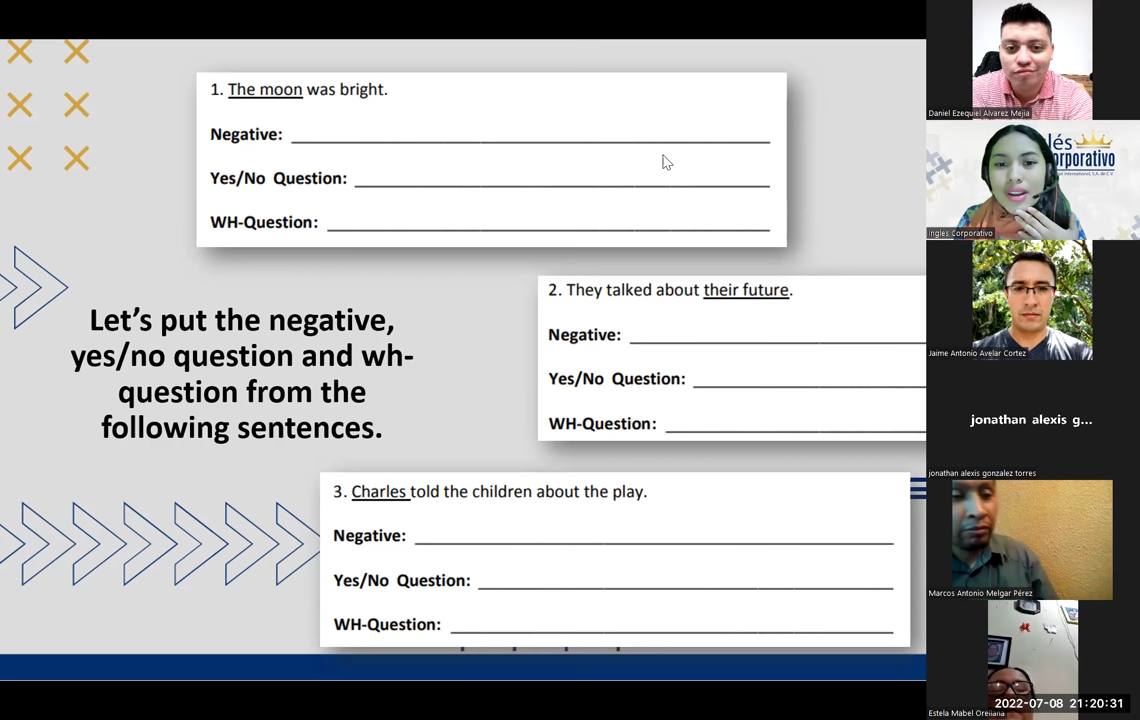 1. The moon was bright.
Negative:
Yes/No Question:
WH-Question:
Let's put the negative,
yes/no question and wh-
question from the
following sentences.
2. They talked about their future.
Negative:
Yes/No Question:
WH-Question:
3. Charles told the children about the play.
Negative:
Yes/No Question:
WH-Question:
Daniel Ezequiel Alvarez Mejia
lés
orporativo
Ingles Corporativo
Jaime Antonio Avelar Cortez
jonathan alexis g...
jonathan alexis gonzalez torres
Marcos Antonio Melgar Pérez
2022-07-08 21:20:31
Estela Mabel Orellana